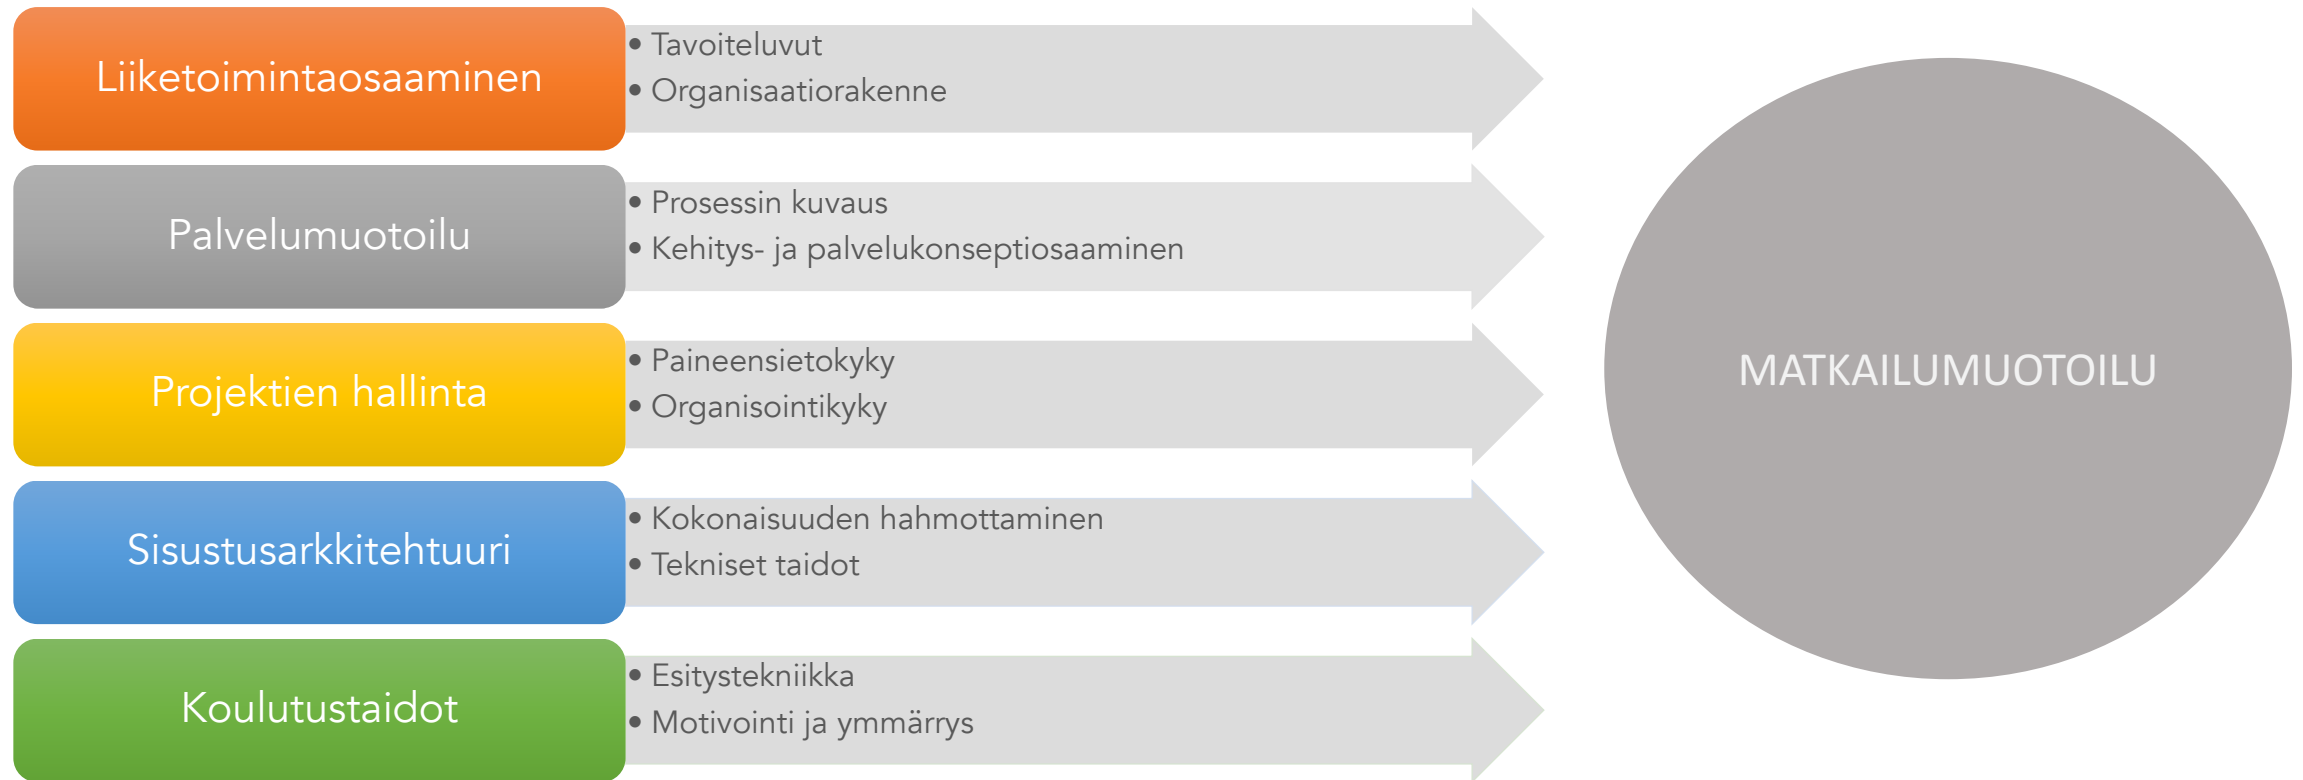 Liiketoimintaosaaminen
• Tavoiteluvut
• Organisaatiorakenne
Palvelumuotoilu
• Prosessin kuvaus
• Kehitys- ja palvelukonseptiosaaminen
Projektien hallinta
• Paineensietokyky
• Organisointikyky
Sisustusarkkitehtuuri
• Kokonaisuuden hahmottaminen
• Tekniset taidot
Koulutustaidot
• Esitystekniikka
• Motivointi ja ymmärrys
MATKAILUMUOTOILU